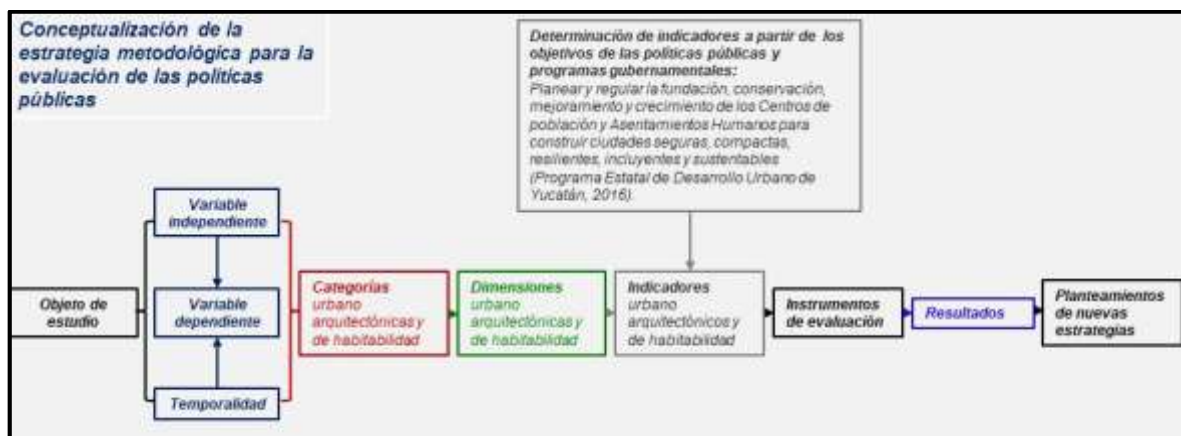 Conceptualización de la
estrategia metodológica para la
evaluación de las políticas
públicas
Determinación de indicadores a partir de los
objetivos de las políticas públicas y
programas gubernamentales:
Planear y regular la fundación, conservación,
mejoramiento y crecimiento de los Centros de
población y Asentamientos Humanos para
construir ciudades seguras, compactas,
resilientes, incluyentes y sustentables
(Programa Estatal de Desarrollo Urbano de
Yucatán, 2016).
Objeto de
estudio
Variable
independiente
Variable
dependiente
Temporalidad
Categorías
urbano
arquitectónicas y
de habitabilidad
Dimensiones
urbano
arquitectónicas y
de habitabilidad
Indicadores
urbano
arquitectónicos y
de habitabilidad
Instrumentos
de evaluación
Resultados
Planteamientos
de nuevas
estrategias